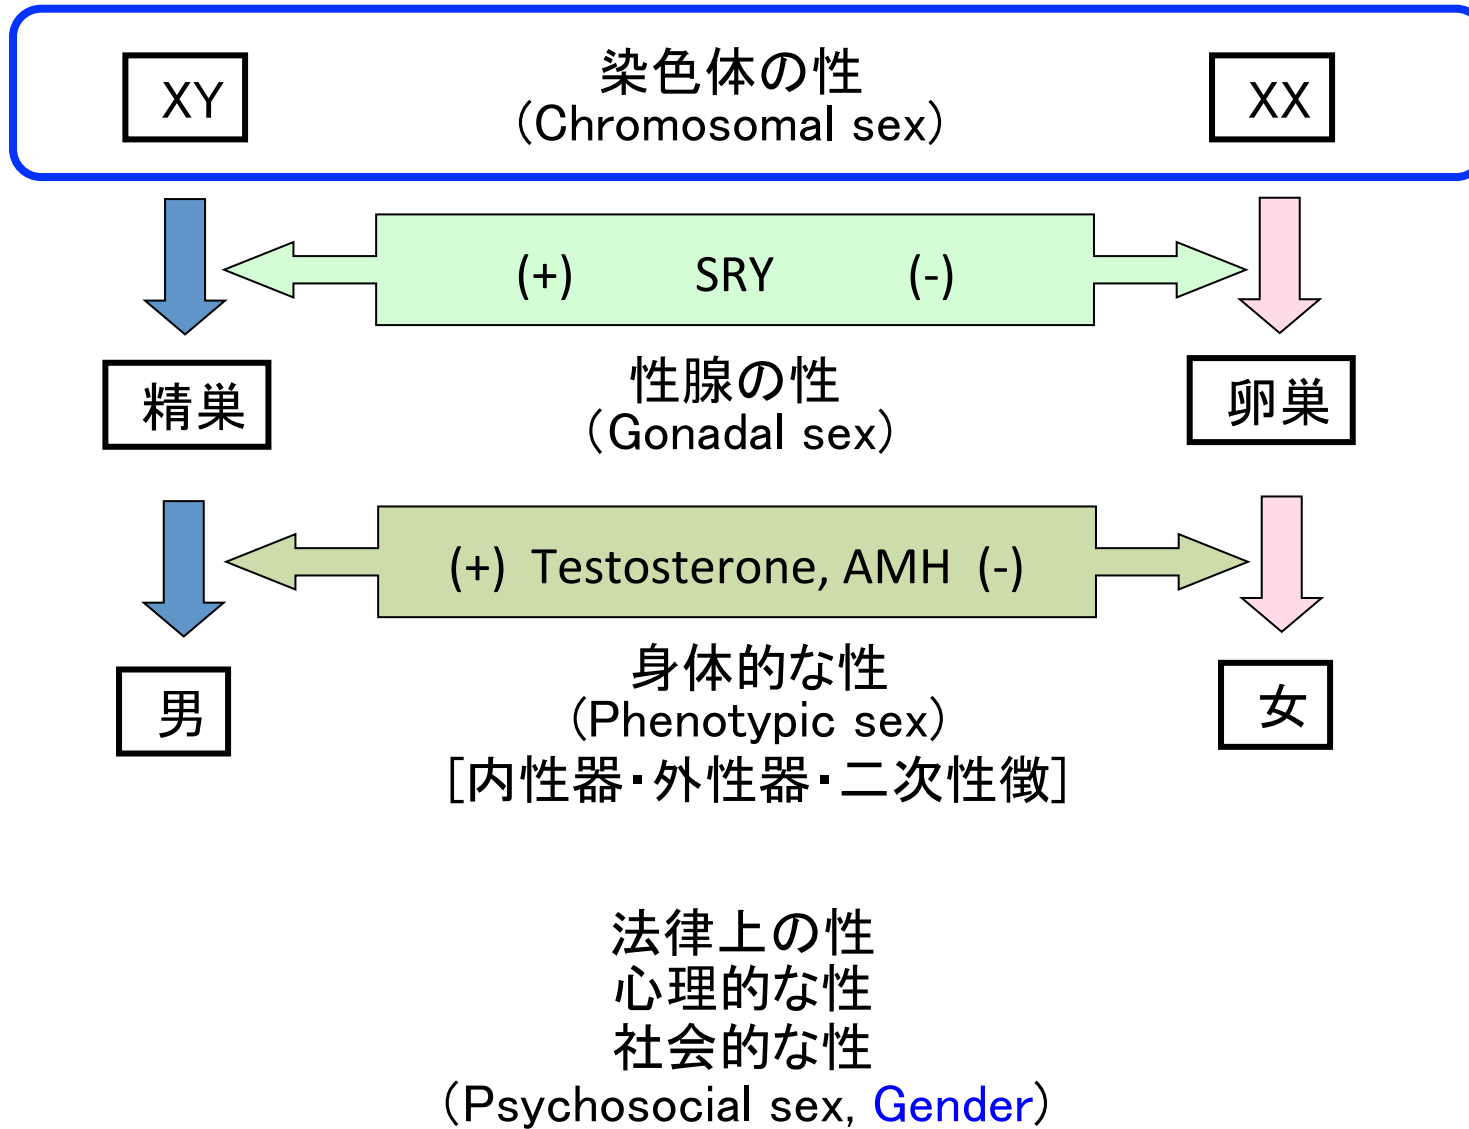 XY
染色体の性
(Chromosomal sex)
XX
(+) SRY (-)
精巣
性腺の性
(Gonadal sex)
卵巣
(+) Testosterone, AMH (-)
男
身体的な性
(Phenotypic sex)
[内性器・外性器・二次性徴]
女
法律上の性
心理的な性
社会的な性
(Psychosocial sex, Gender)